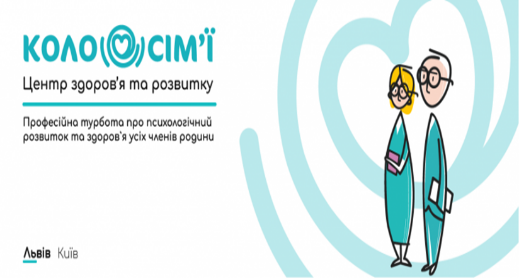 КОЛО СІМ'Ї
Центр здоров'я та розвитку
Професійна турбота про психологічний
розвиток та здоров'я усіх членів родини
Львів Київ